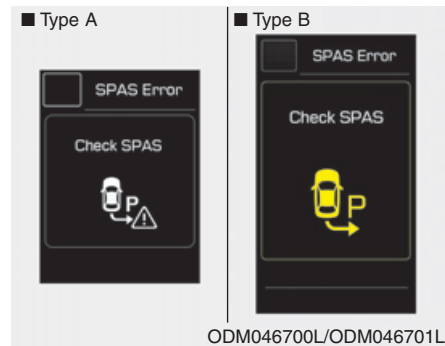 ■ Type A
SPAS Error
Check SPAS
P
■ Type B
SPAS Error
Check SPAS
P
ODM046700L/ODM046701L